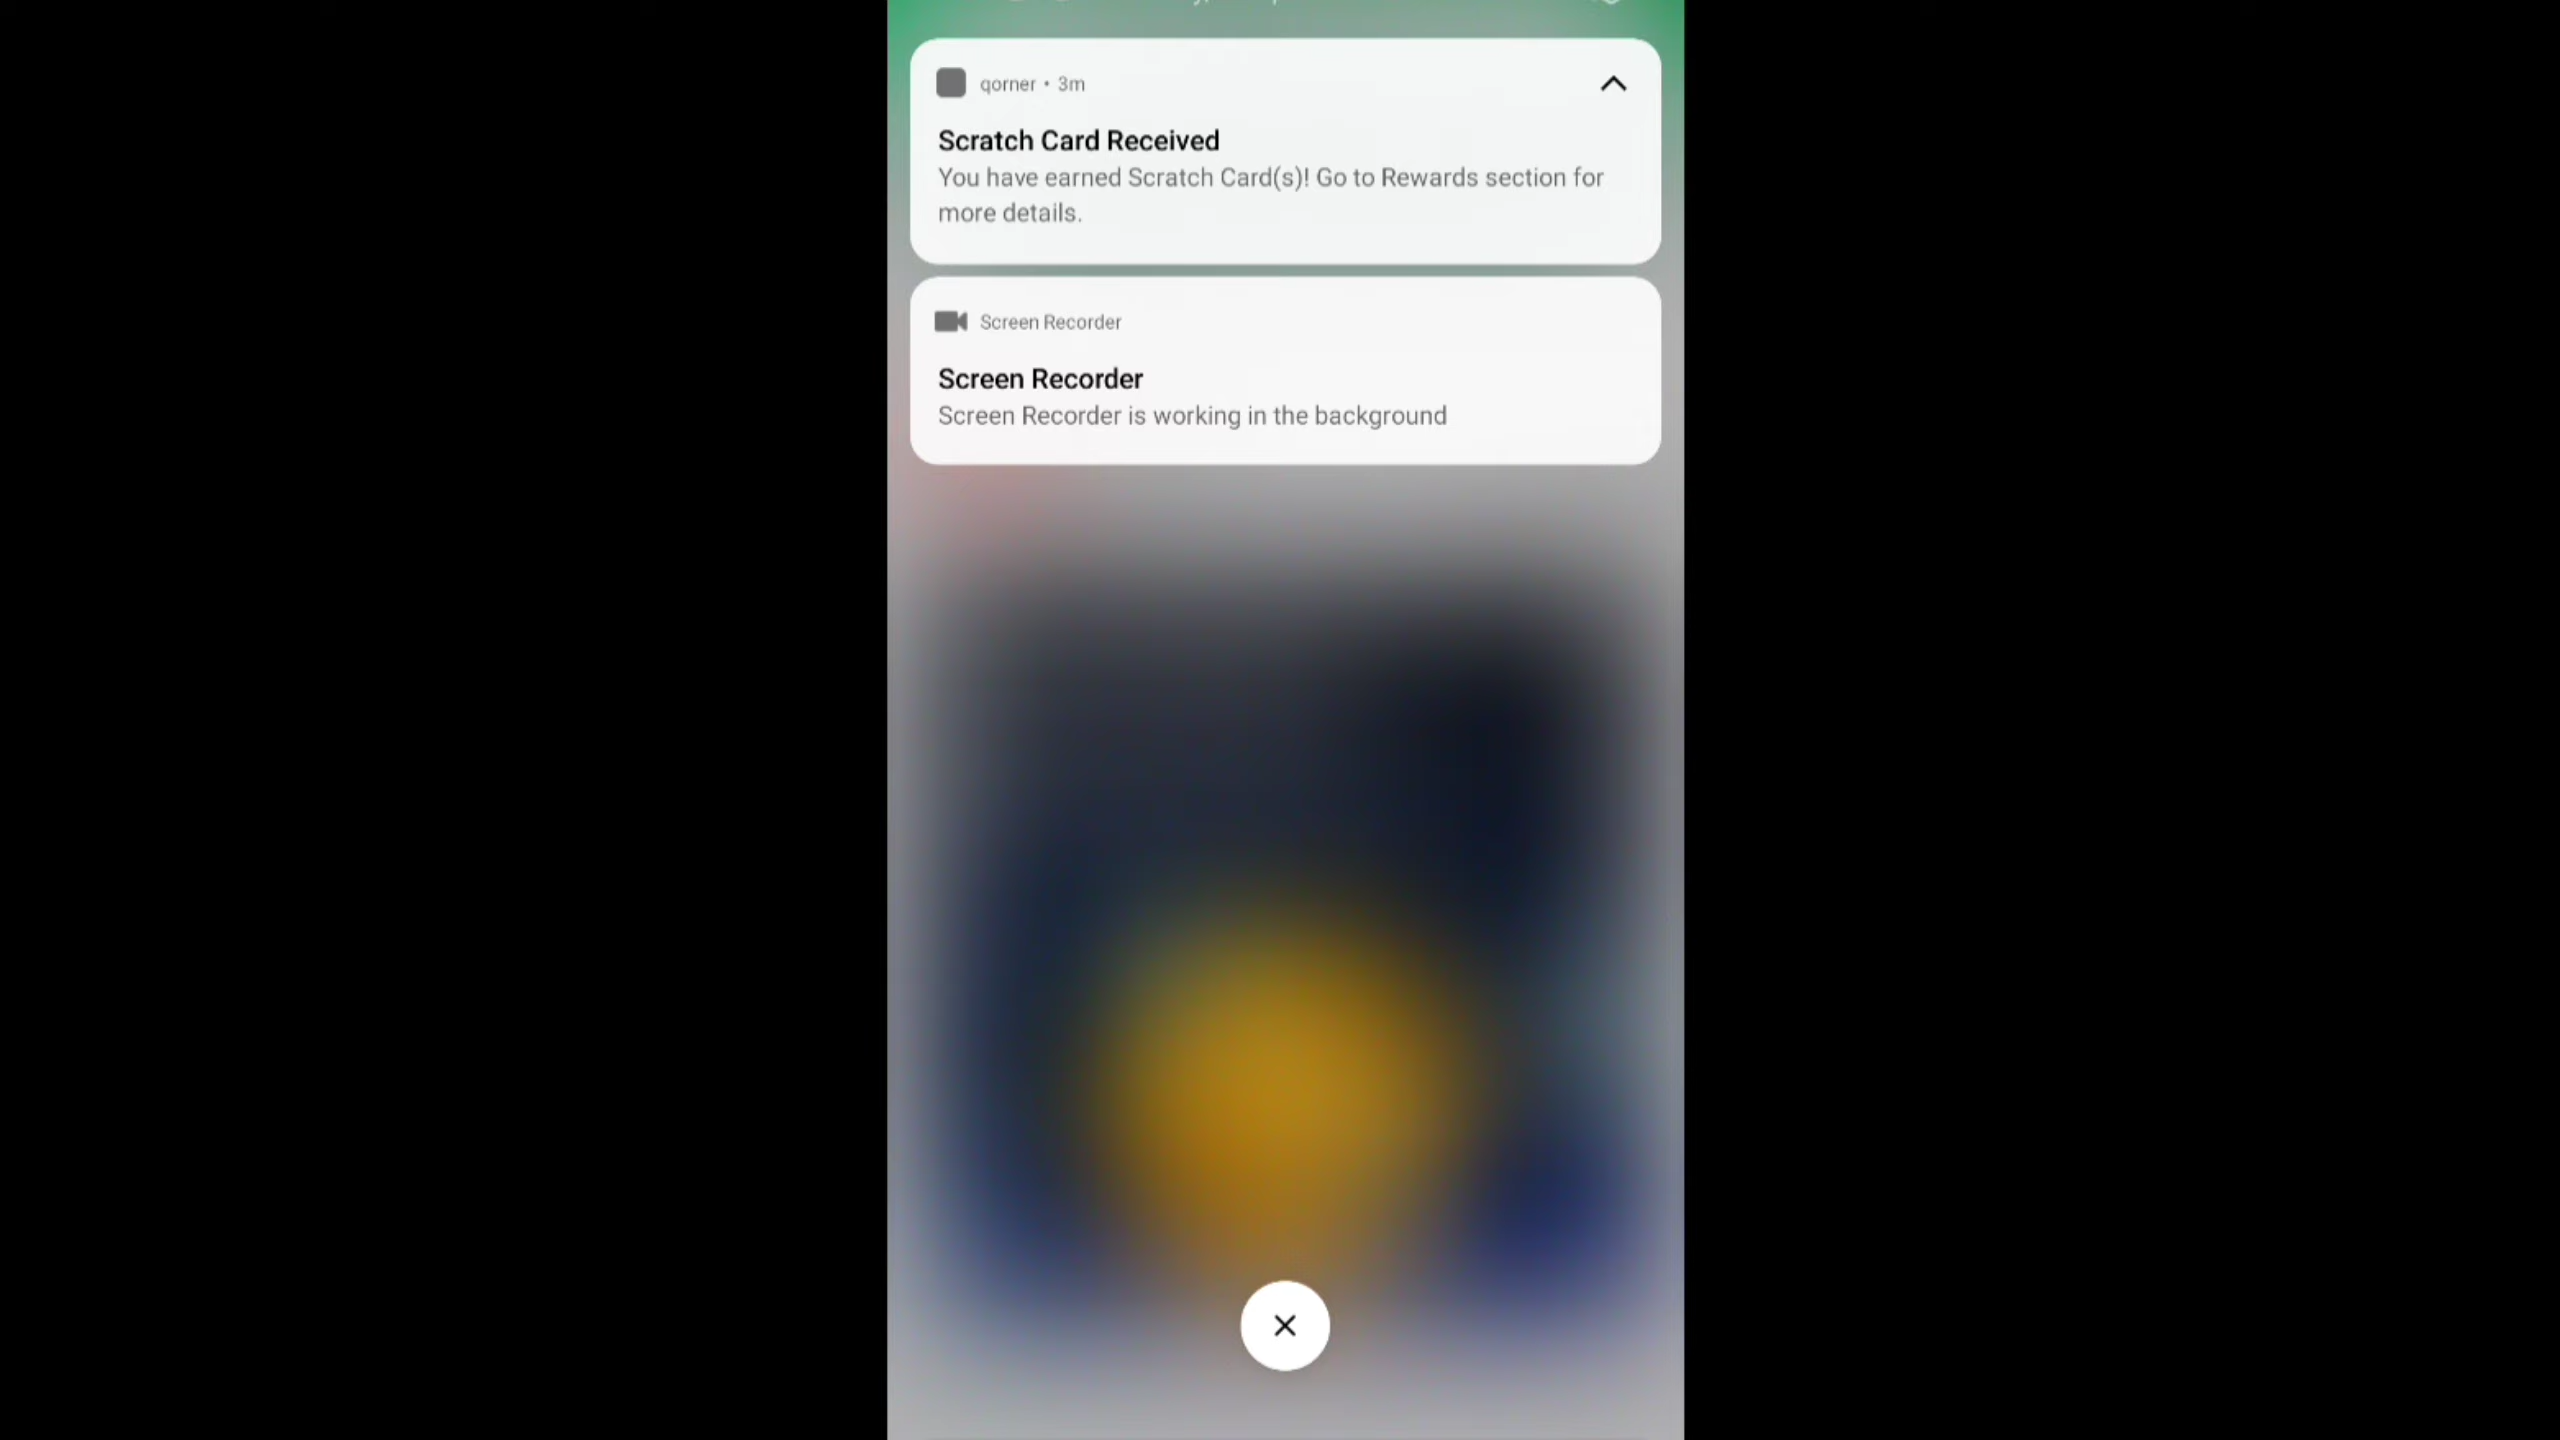 qorner • 3m
Scratch Card Received
You have earned Scratch Card(s)! Go to Rewards section for
more details.
Screen Recorder
Screen Recorder
Screen Recorder is working in the background